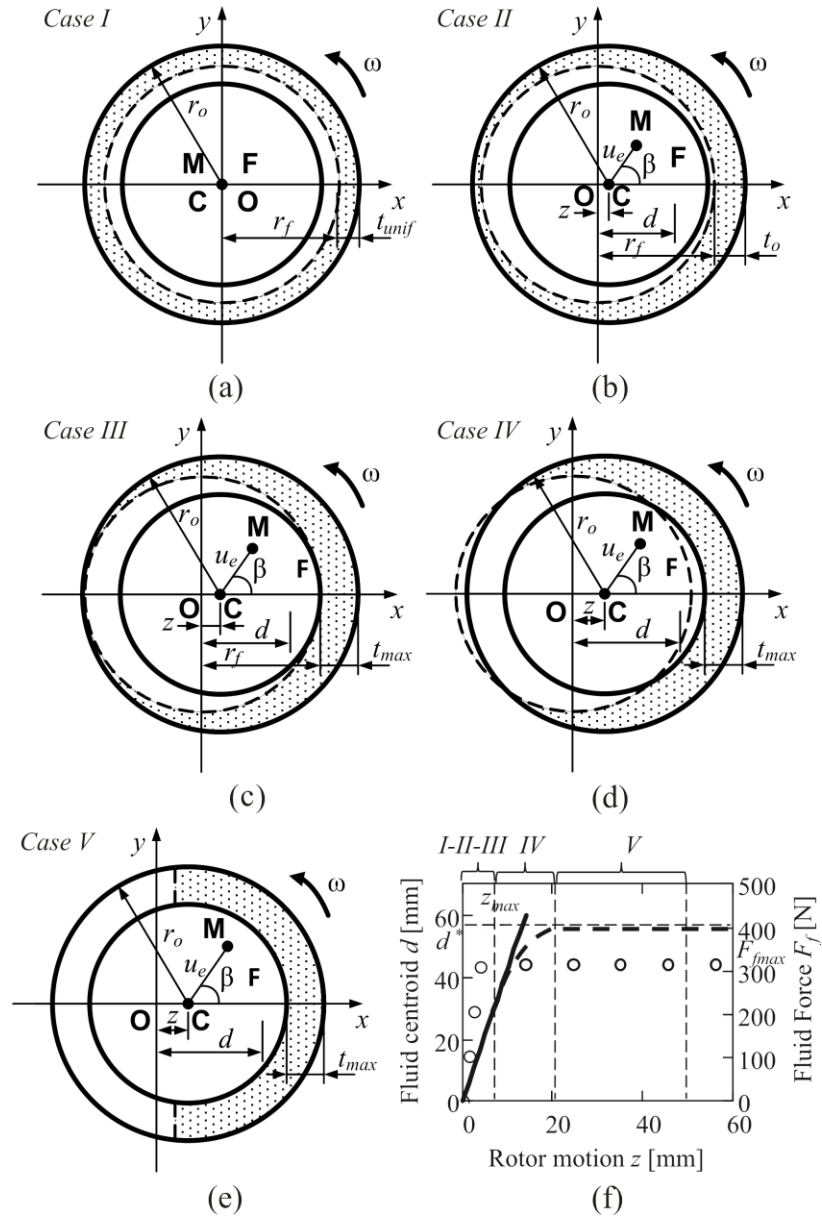 Case I
y
ω
r_o
M F
C O
x
r_f
t_unif
(a)
Case II
y
ω
r_o
M
u_e
F
β
O C
x
z
d
r_f
t_o
(b)
Case III
y
ω
r_o
M
u_e
F
β
O C
x
z
d
r_f
t_max
(c)
Case IV
y
ω
r_o
M
u_e
F
β
O
C
x
z
d
t_max
(d)
Case V
y
ω
r_o
M
u_e
F
β
z
O
C
x
d
t_max
(e)
I-II-III IV V
Fluid centroid d [mm]
60
d*
40
20
0
z_max
500
400
F_fmax
300
200
100
0
Fluid Force F_f [N]
0 20 40 60
Rotor motion z [mm]
(f)